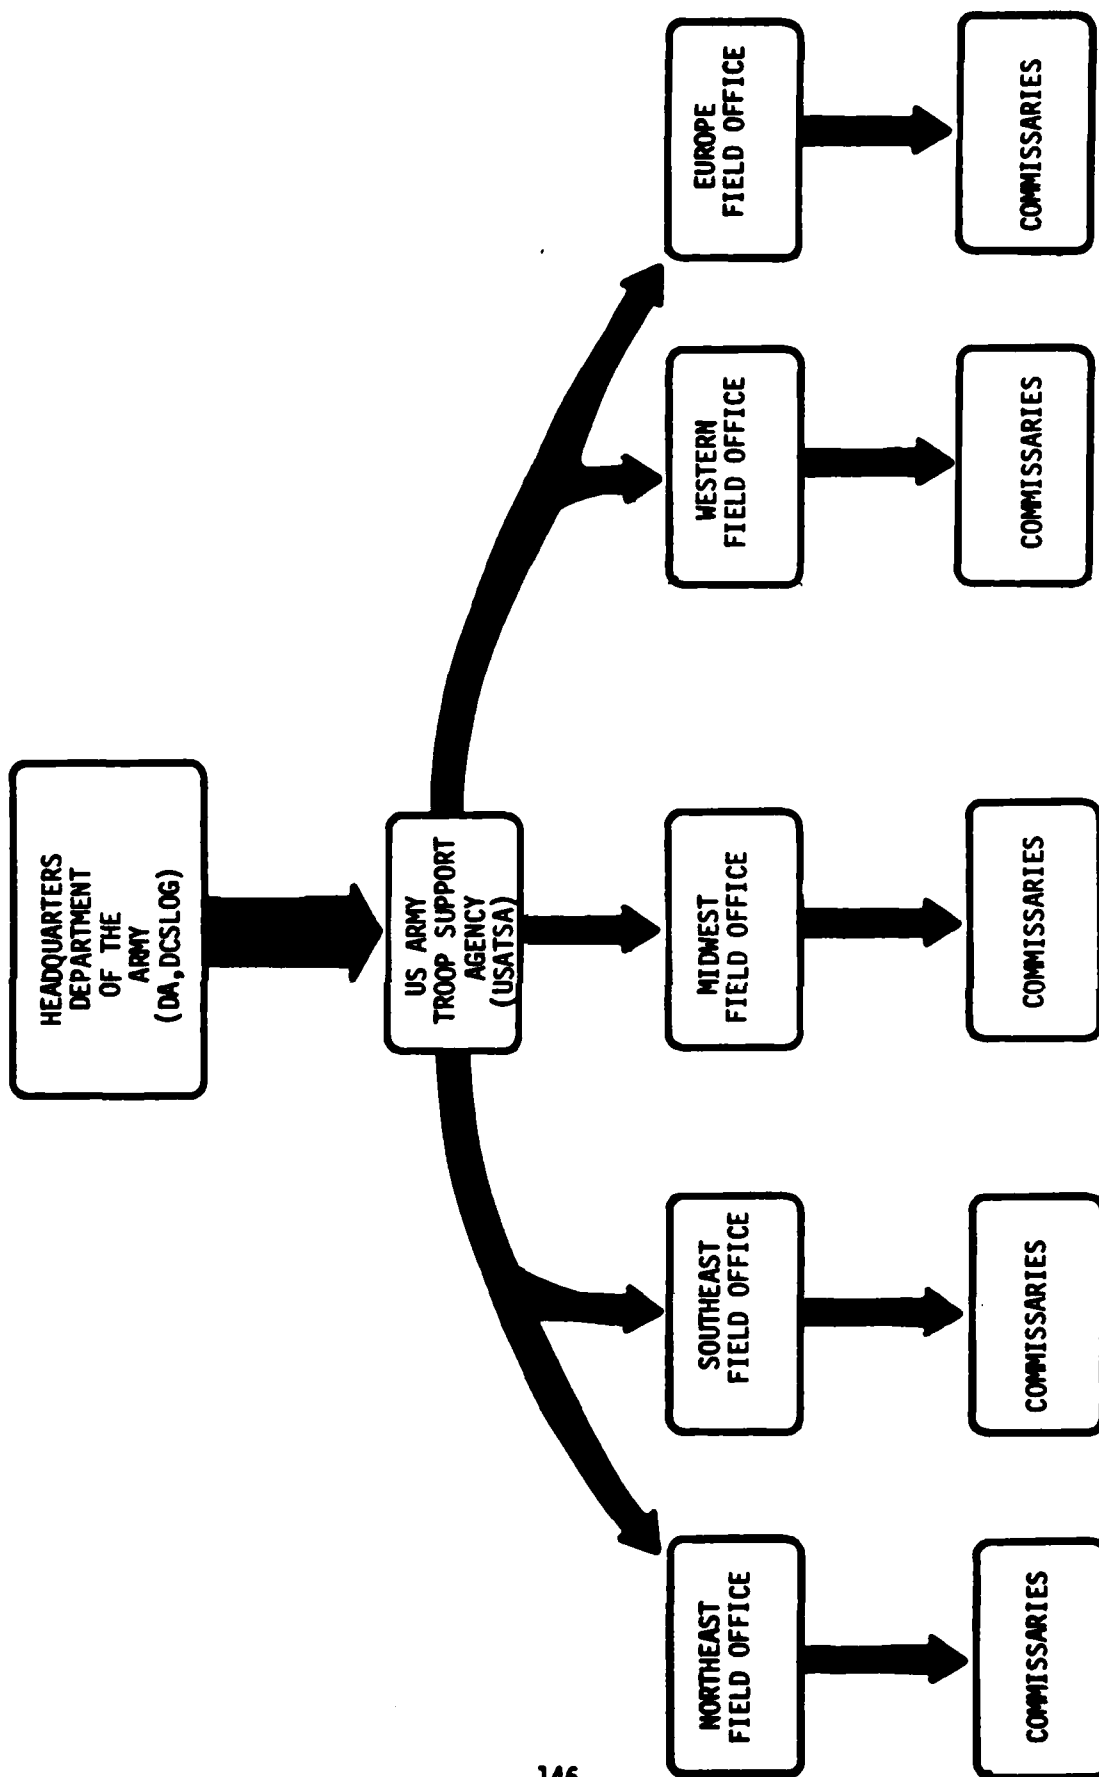 HEADQUARTERS
DEPARTMENT
OF THE
ARMY
(DA,DCSLOG)
US ARMY
TROOP SUPPORT
AGENCY
(USATSA)
NORTHEAST
FIELD OFFICE
SOUTHEAST
FIELD OFFICE
MIDWEST
FIELD OFFICE
WESTERN
FIELD OFFICE
EUROPE
FIELD OFFICE
COMMISSARIES
COMMISSARIES
COMMISSARIES
COMMISSARIES
COMMISSARIES
146